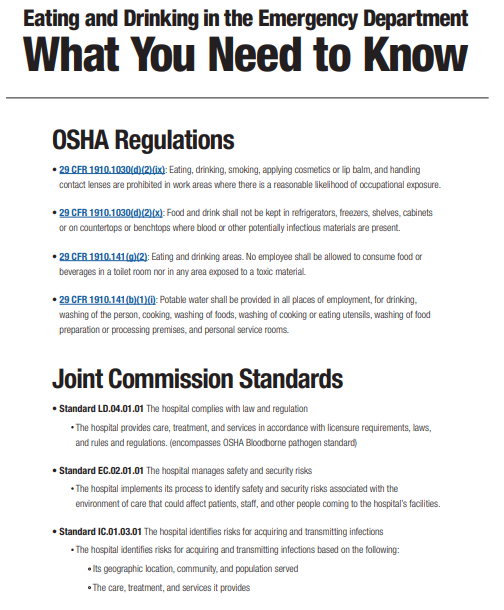 Eating and Drinking in the Emergency Department
What You Need to Know
OSHA Regulations
• 29 CFR 1910.1030(d)(2)(ix): Eating, drinking, smoking, applying cosmetics or lip balm, and handling
contact lenses are prohibited in work areas where there is a reasonable likelihood of occupational exposure.
• 29 CFR 1910.1030(d)(2)(x): Food and drink shall not be kept in refrigerators, freezers, shelves, cabinets
or on countertops or benchtops where blood or other potentially infectious materials are present.
• 29 CFR 1910.141(g)(2): Eating and drinking areas. No employee shall be allowed to consume food or
beverages in a toilet room nor in any area exposed to a toxic material.
• 29 CFR 1910.141(b)(1)(i): Potable water shall be provided in all places of employment, for drinking,
washing of the person, cooking, washing of foods, washing of cooking or eating utensils, washing of food
preparation or processing premises, and personal service rooms.
Joint Commission Standards
• Standard LD.04.01.01 The hospital complies with law and regulation
• The hospital provides care, treatment, and services in accordance with licensure requirements, laws,
and rules and regulations. (encompasses OSHA Bloodborne pathogen standard)
• Standard EC.02.01.01 The hospital manages safety and security risks
• The hospital implements its process to identify safety and security risks associated with the
environment of care that could affect patients, staff, and other people coming to the hospital's facilities.
• Standard IC.01.03.01 The hospital identifies risks for acquiring and transmitting infections
• The hospital identifies risks for acquiring and transmitting infections based on the following:
• Its geographic location, community, and population served
• The care, treatment, and services it provides